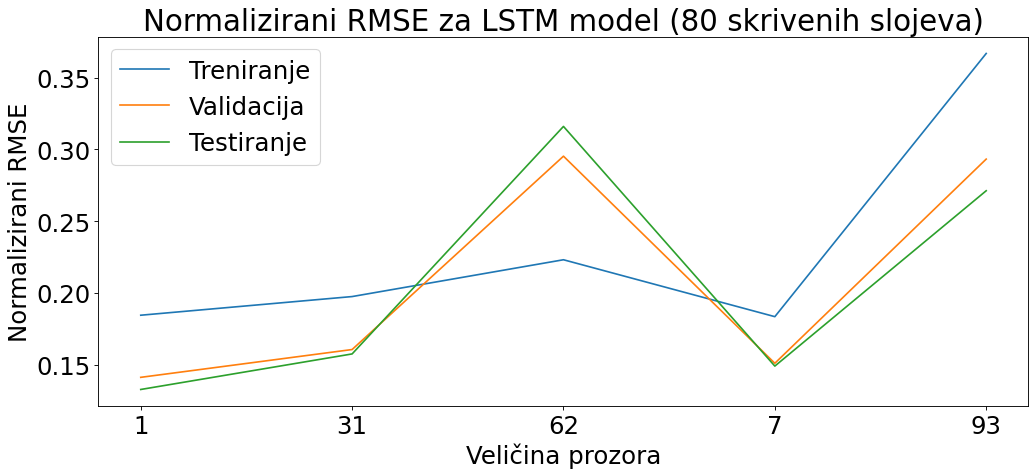 Normalizirani RMSE za LSTM model (80 skrivenih slojeva)
Treniranje
Validacija
Testiranje
Normalizirani RMSE
0.35
0.30
0.25
0.20
0.15
1 31 62 7 93
Veličina prozora